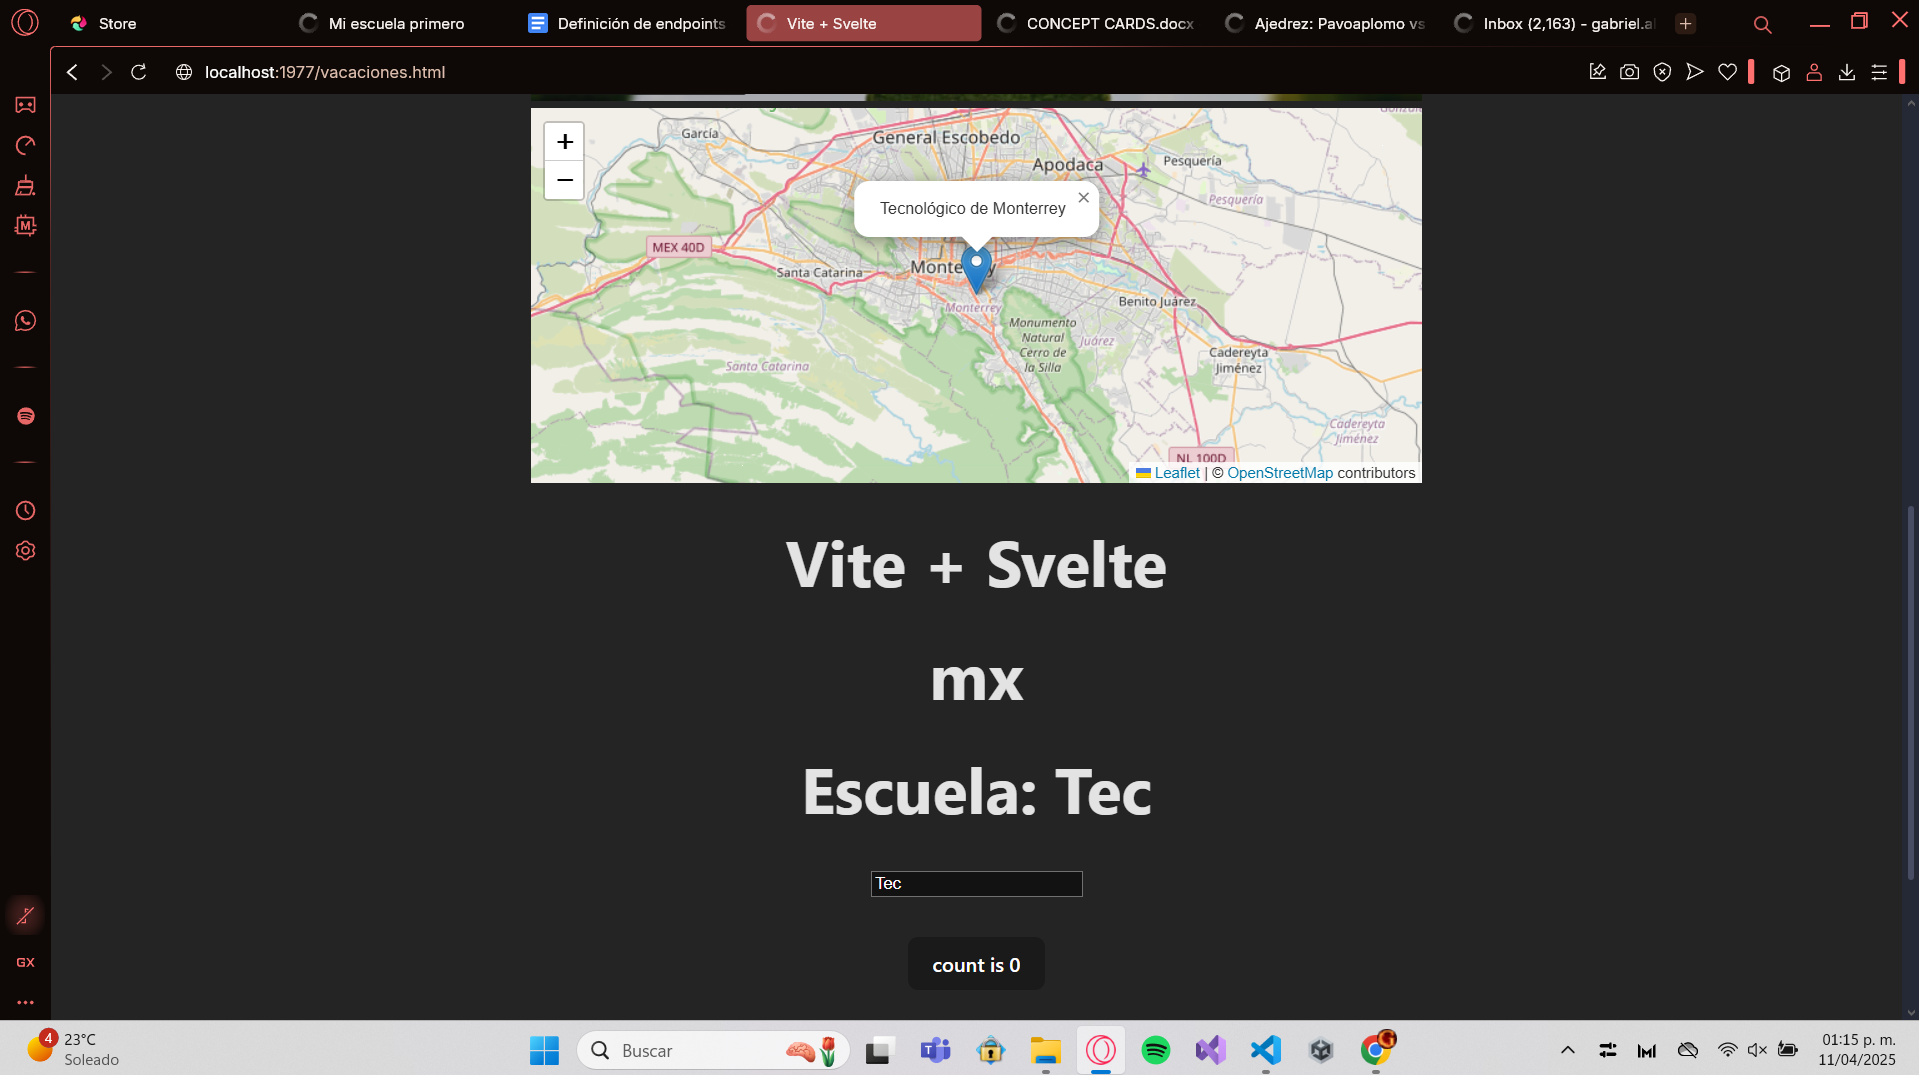 Store
Mi escuela primero
Definición de endpoints
Vite + Svelte
CONCEPT CARDS.docx
Ajedrez: Pavoaplomo vs
Inbox (2,163) - gabriel.a
localhost:1977/vacaciones.html
+
−
García
General Escobedo
Apodaca
Pesquería
Pesquería
Tecnológico de Monterrey
×
MEX 40D
Santa Catarina
Monte y
Monterrey
Benito Juárez
Monumento
Natural
Cerro de
la Silla
Juárez
Cadereyta
Jiménez
Santa Catarina
Cadereyta
Jiménez
NL 100D
Leaflet | © OpenStreetMap contributors
Vite + Svelte
mx
Escuela: Tec
Tec
count is 0
GX
4
23°C
Soleado
Buscar
01:15 p. m.
11/04/2025